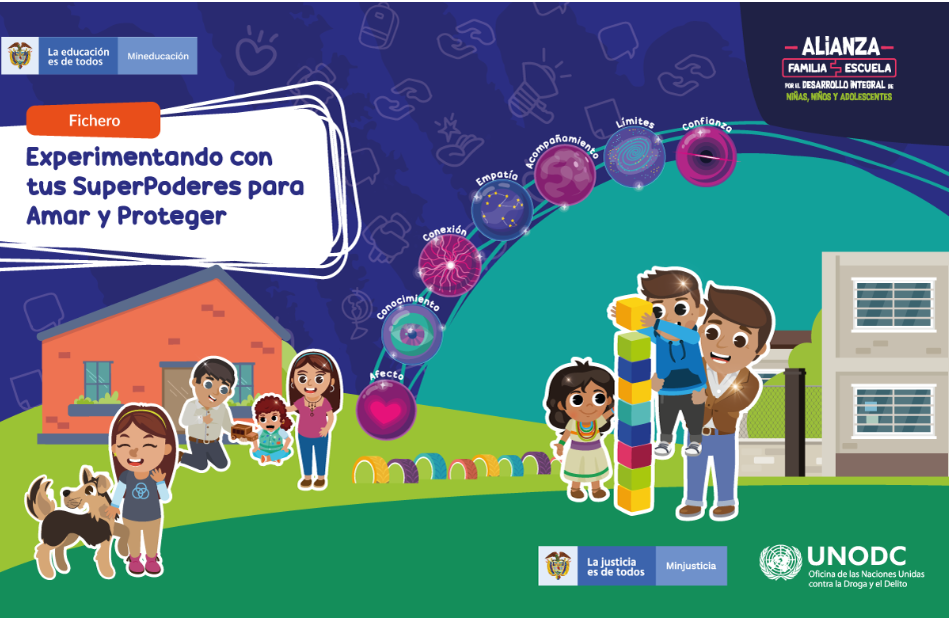 La educación
es de todos
Mineducación
ALiANZA
FAMILIA ESCUELA
POR EL DESARROLLO INTEGRAL DE
NIÑAS, NIÑOS Y ADOLESCENTES
Fichero
Experimentando con
tus SuperPoderes para
Amar y Proteger
Afecto
Conocimiento
Conexión
Empatía
Acompañamiento
Límites
Confianza
La justicia
es de todos
Minjusticia
UNODC
Oficina de las Naciones Unidas
contra la Droga y el Delito